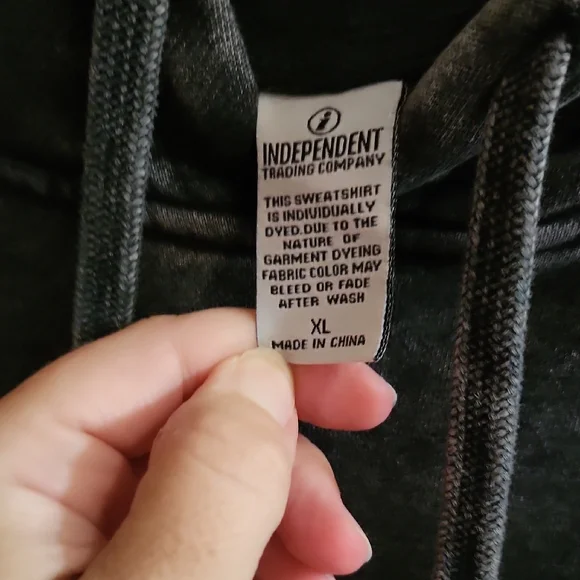 i
INDEPENDENT
TRADING COMPANY
THIS SWEATSHIRT
IS INDIVIDUALLY
DYED.DUE TO THE
NATURE OF
GARMENT DYEING
FABRIC COLOR MAY
BLEED OR FADE
AFTER WASH
XL
MADE IN CHINA